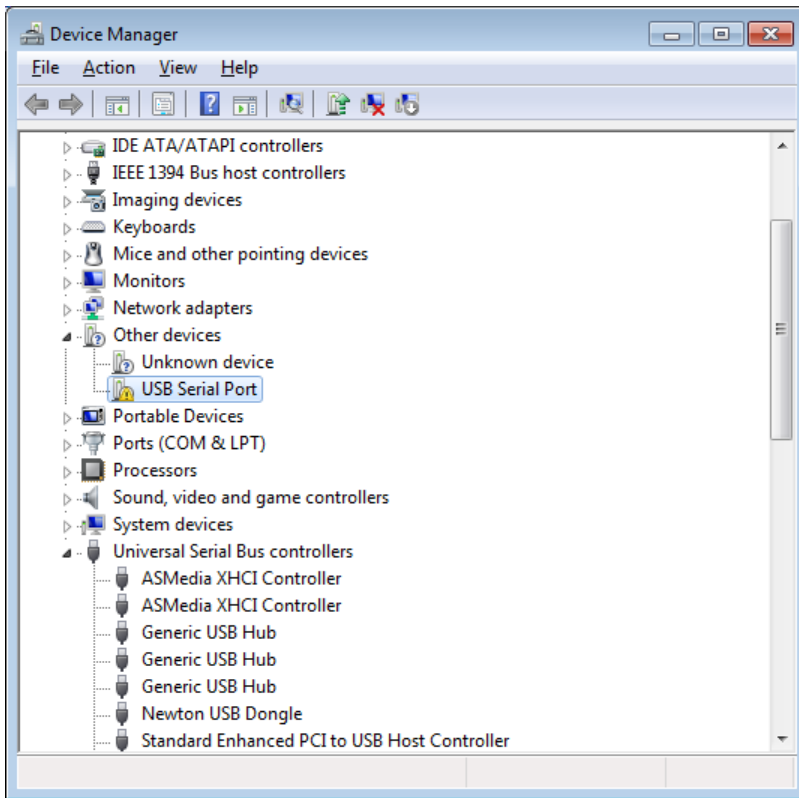 Device Manager
File Action View Help
IDE ATA/ATAPI controllers
IEEE 1394 Bus host controllers
Imaging devices
Keyboards
Mice and other pointing devices
Monitors
Network adapters
Other devices
Unknown device
USB Serial Port
Portable Devices
Ports (COM & LPT)
Processors
Sound, video and game controllers
System devices
Universal Serial Bus controllers
ASMedia XHCI Controller
ASMedia XHCI Controller
Generic USB Hub
Generic USB Hub
Generic USB Hub
Newton USB Dongle
Standard Enhanced PCI to USB Host Controller